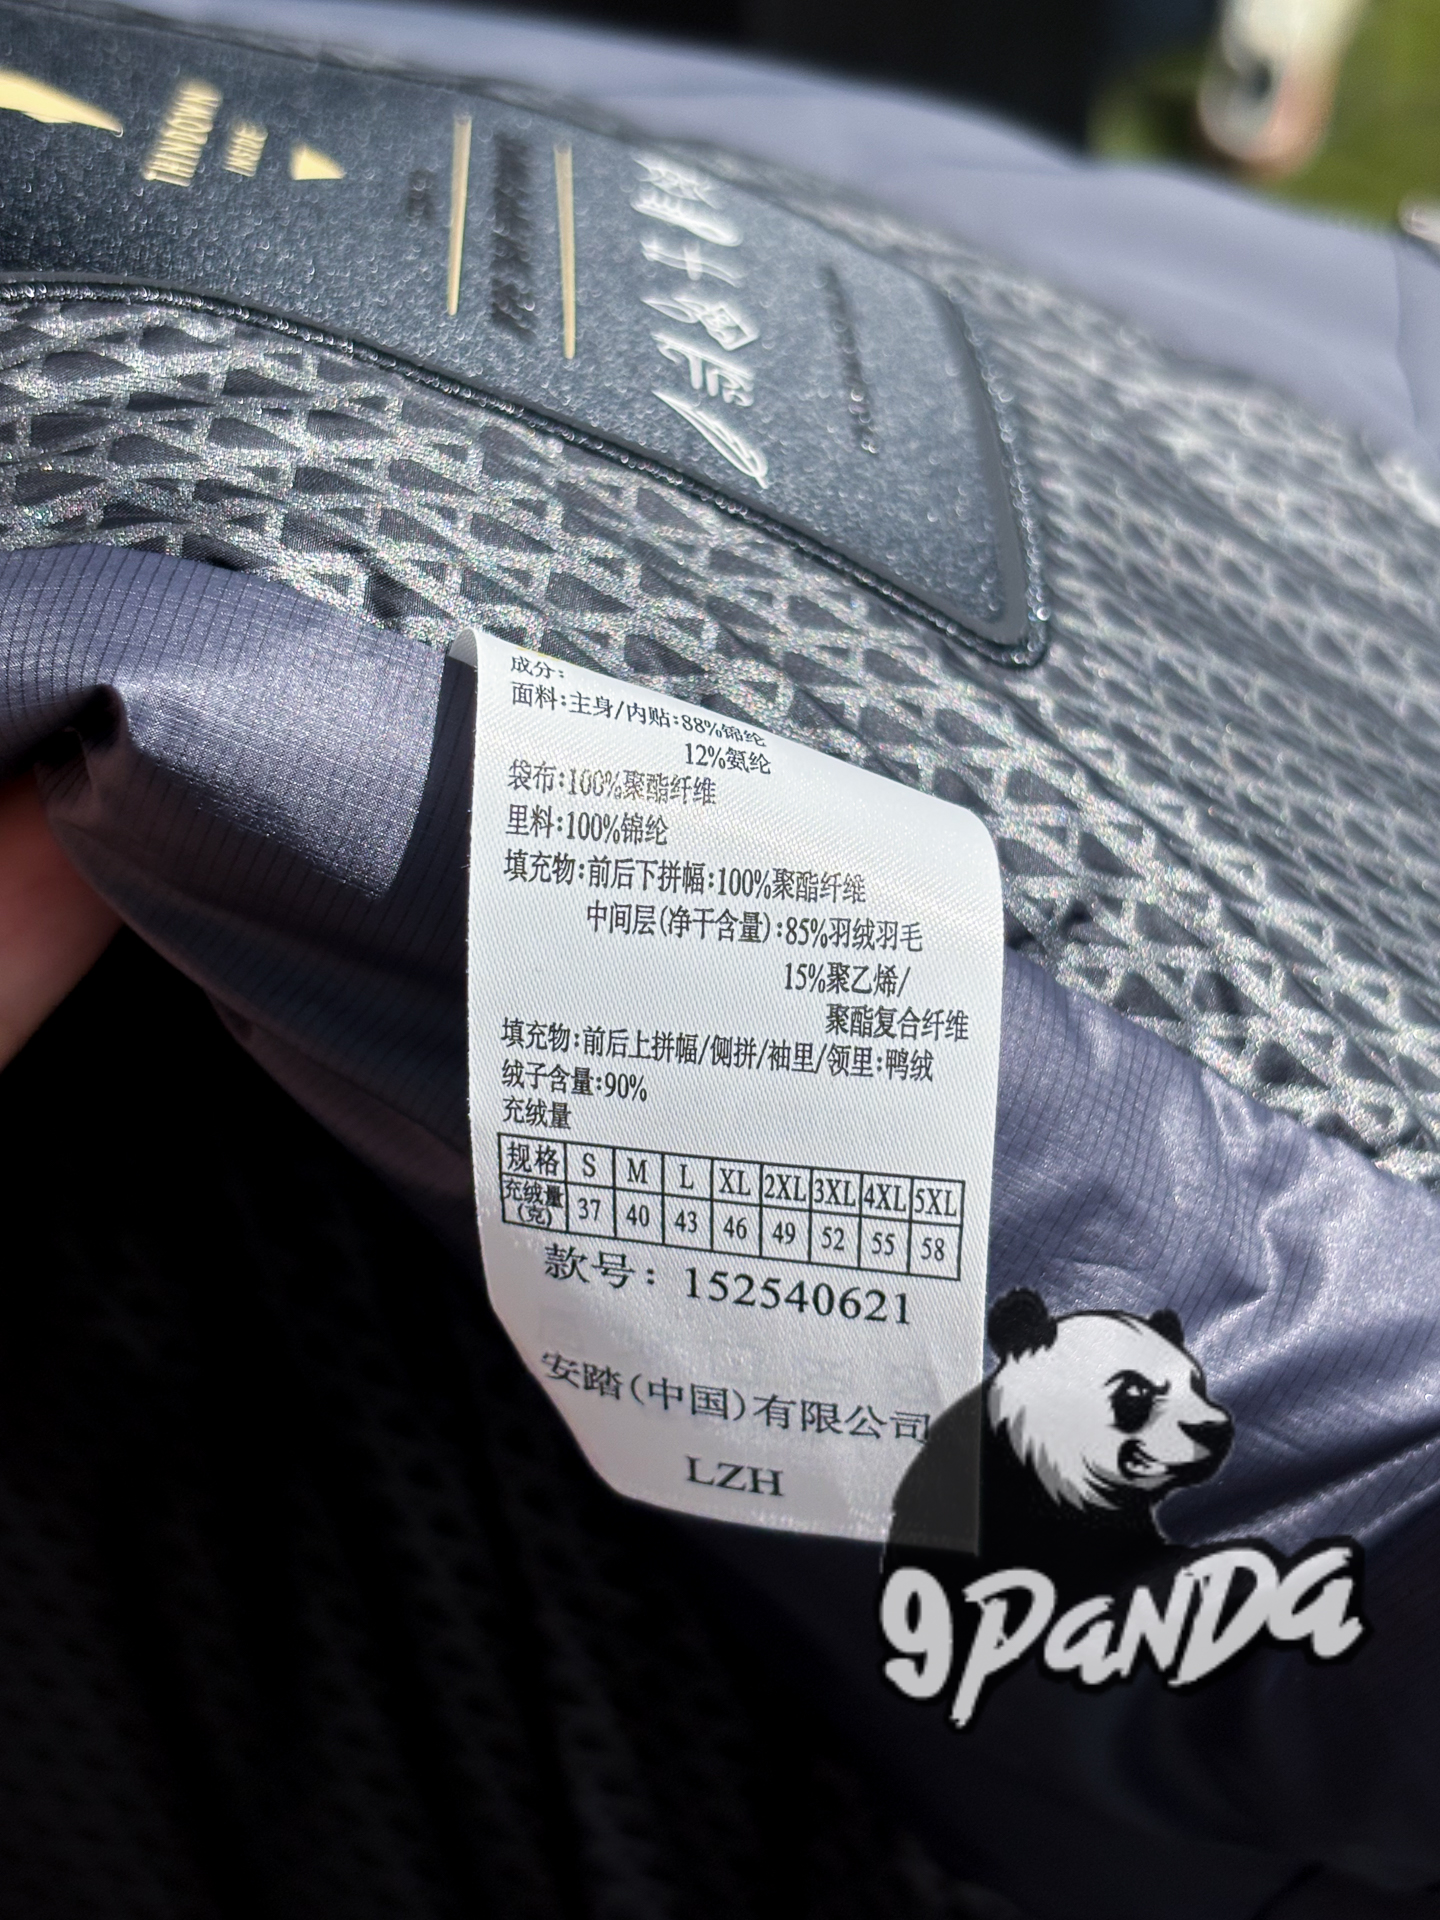 THINDOWN
INSIDE
成分:
面料:主身/内贴:88%锦纶
12%氨纶
袋布:100%聚酯纤维
里料:100%锦纶
填充物:前后下拼幅:100%聚酯纤维
中间层(净干含量):85%羽绒羽毛
15%聚乙烯/
聚酯复合纤维
填充物:前后上拼幅/侧拼/袖里/领里:鸭绒
绒子含量:90%
充绒量
规格 S M L XL 2XL 3XL 4XL 5XL
充绒量(克) 37 40 43 46 49 52 55 58
款号: 152540621
安踏(中国)有限公司
LZH
9PANDA